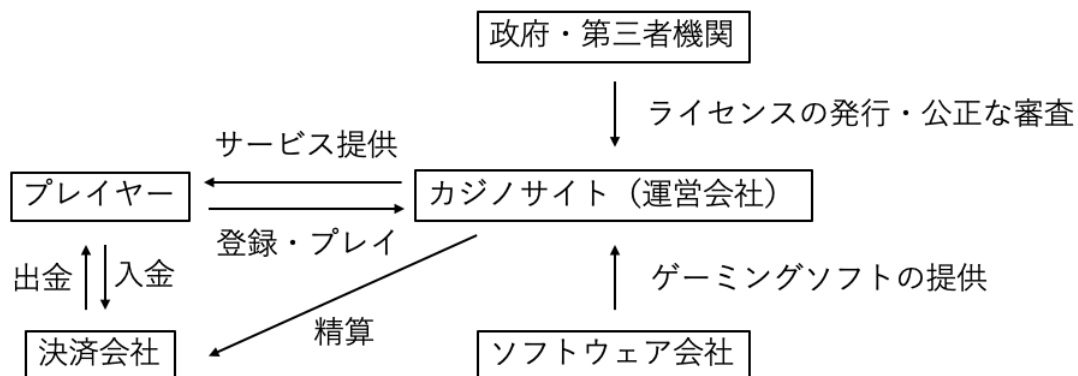 政府・第三者機関
ライセンスの発行・公正な審査
サービス提供
プレイヤー
カジノサイト（運営会社）
登録・プレイ
出金
入金
ゲーミングソフトの提供
精算
決済会社
ソフトウェア会社